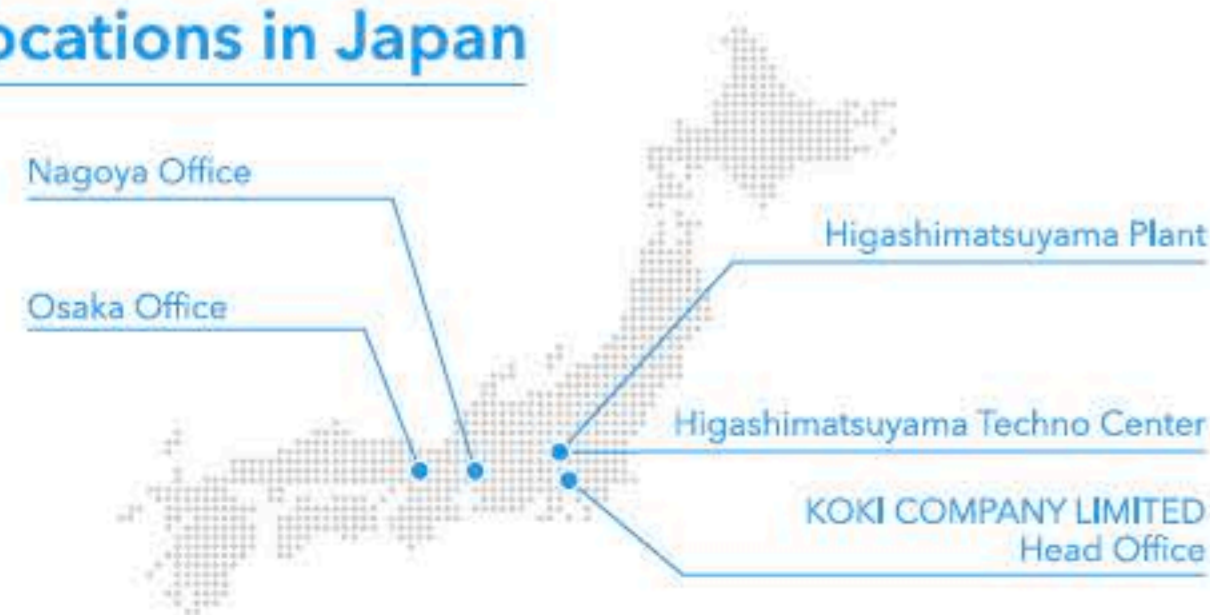 ocations in Japan
Nagoya Office
Osaka Office
Higashimatsuyama Plant
Higashimatsuyama Techno Center
KOKI COMPANY LIMITED
Head Office